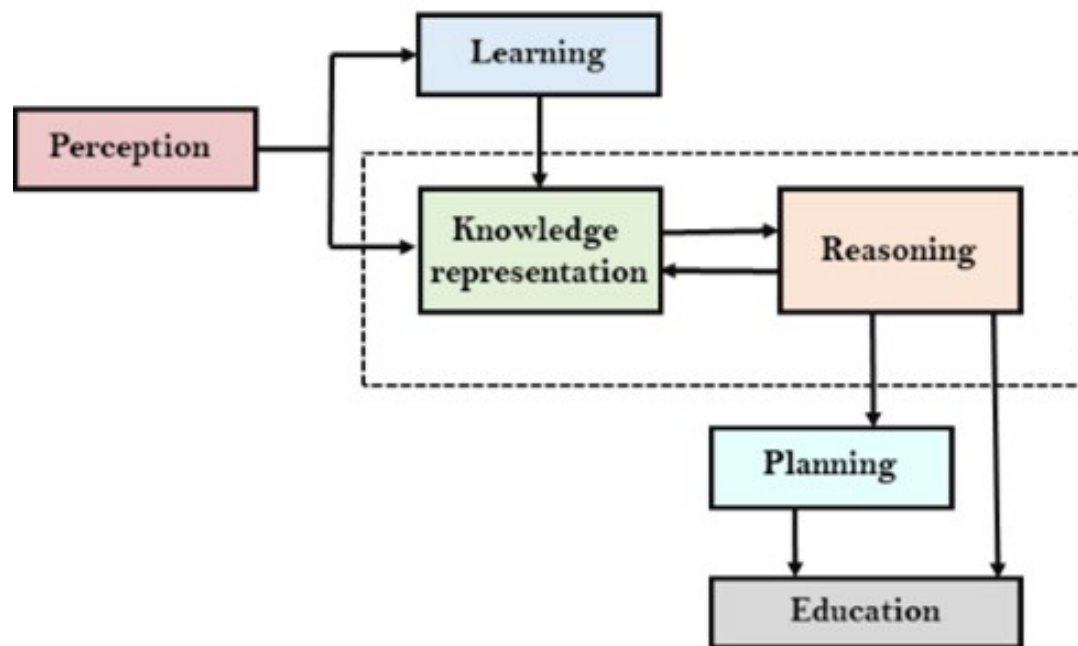 Learning
Perception
Knowledge
representation
Reasoning
Planning
Education